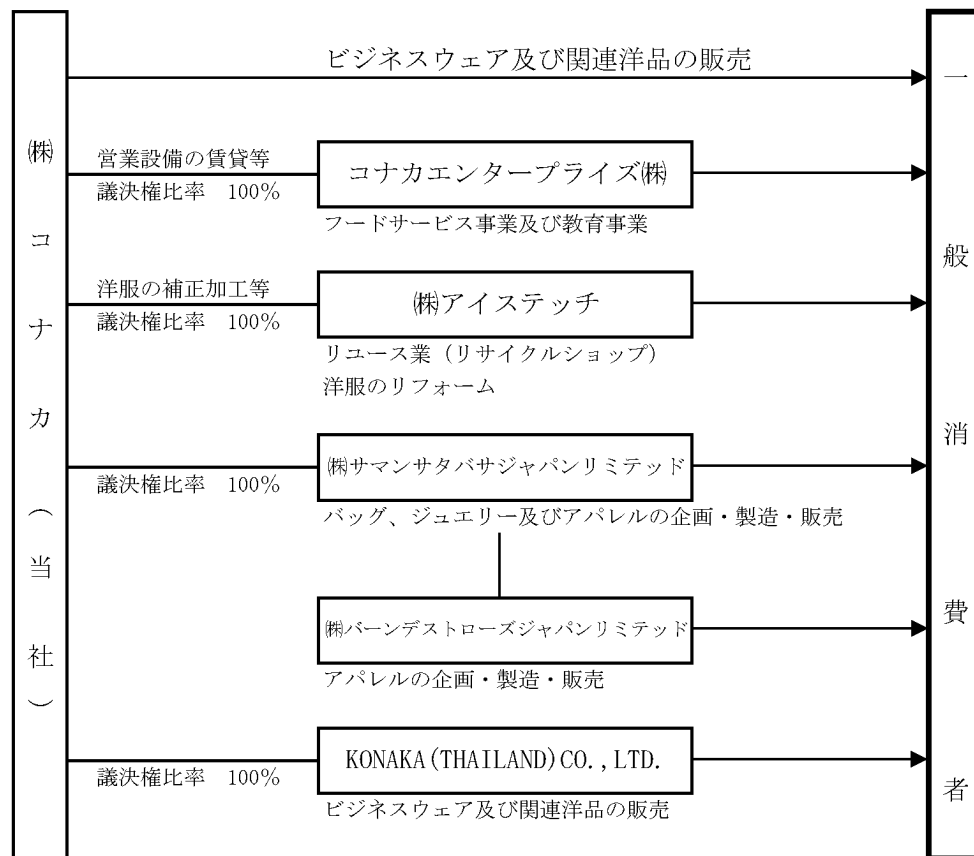 ㈱コナカ（当社）
ビジネスウェア及び関連洋品の販売
営業設備の賃貸等
議決権比率　100％
コナカエンタープライズ㈱
フードサービス事業及び教育事業
洋服の補正加工等
議決権比率　100％
㈱アイステッチ
リユース業（リサイクルショップ）
洋服のリフォーム
議決権比率　100％
㈱サマンサタバサジャパンリミテッド
バッグ、ジュエリー及びアパレルの企画・製造・販売
㈱バーンデストローズジャパンリミテッド
アパレルの企画・製造・販売
議決権比率　100％
KONAKA(THAILAND)CO.,LTD.
ビジネスウェア及び関連洋品の販売
一般消費者